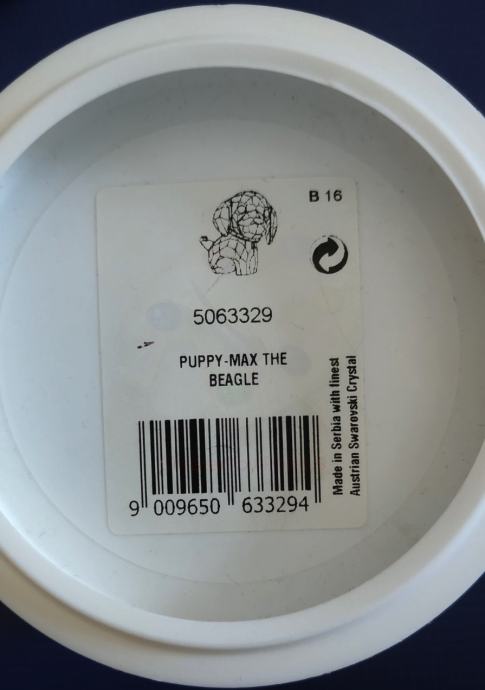 B 16
5063329
PUPPY-MAX THE
BEAGLE
Made in Serbia with finest
Austrian Swarovski Crystal
9 009650 633294